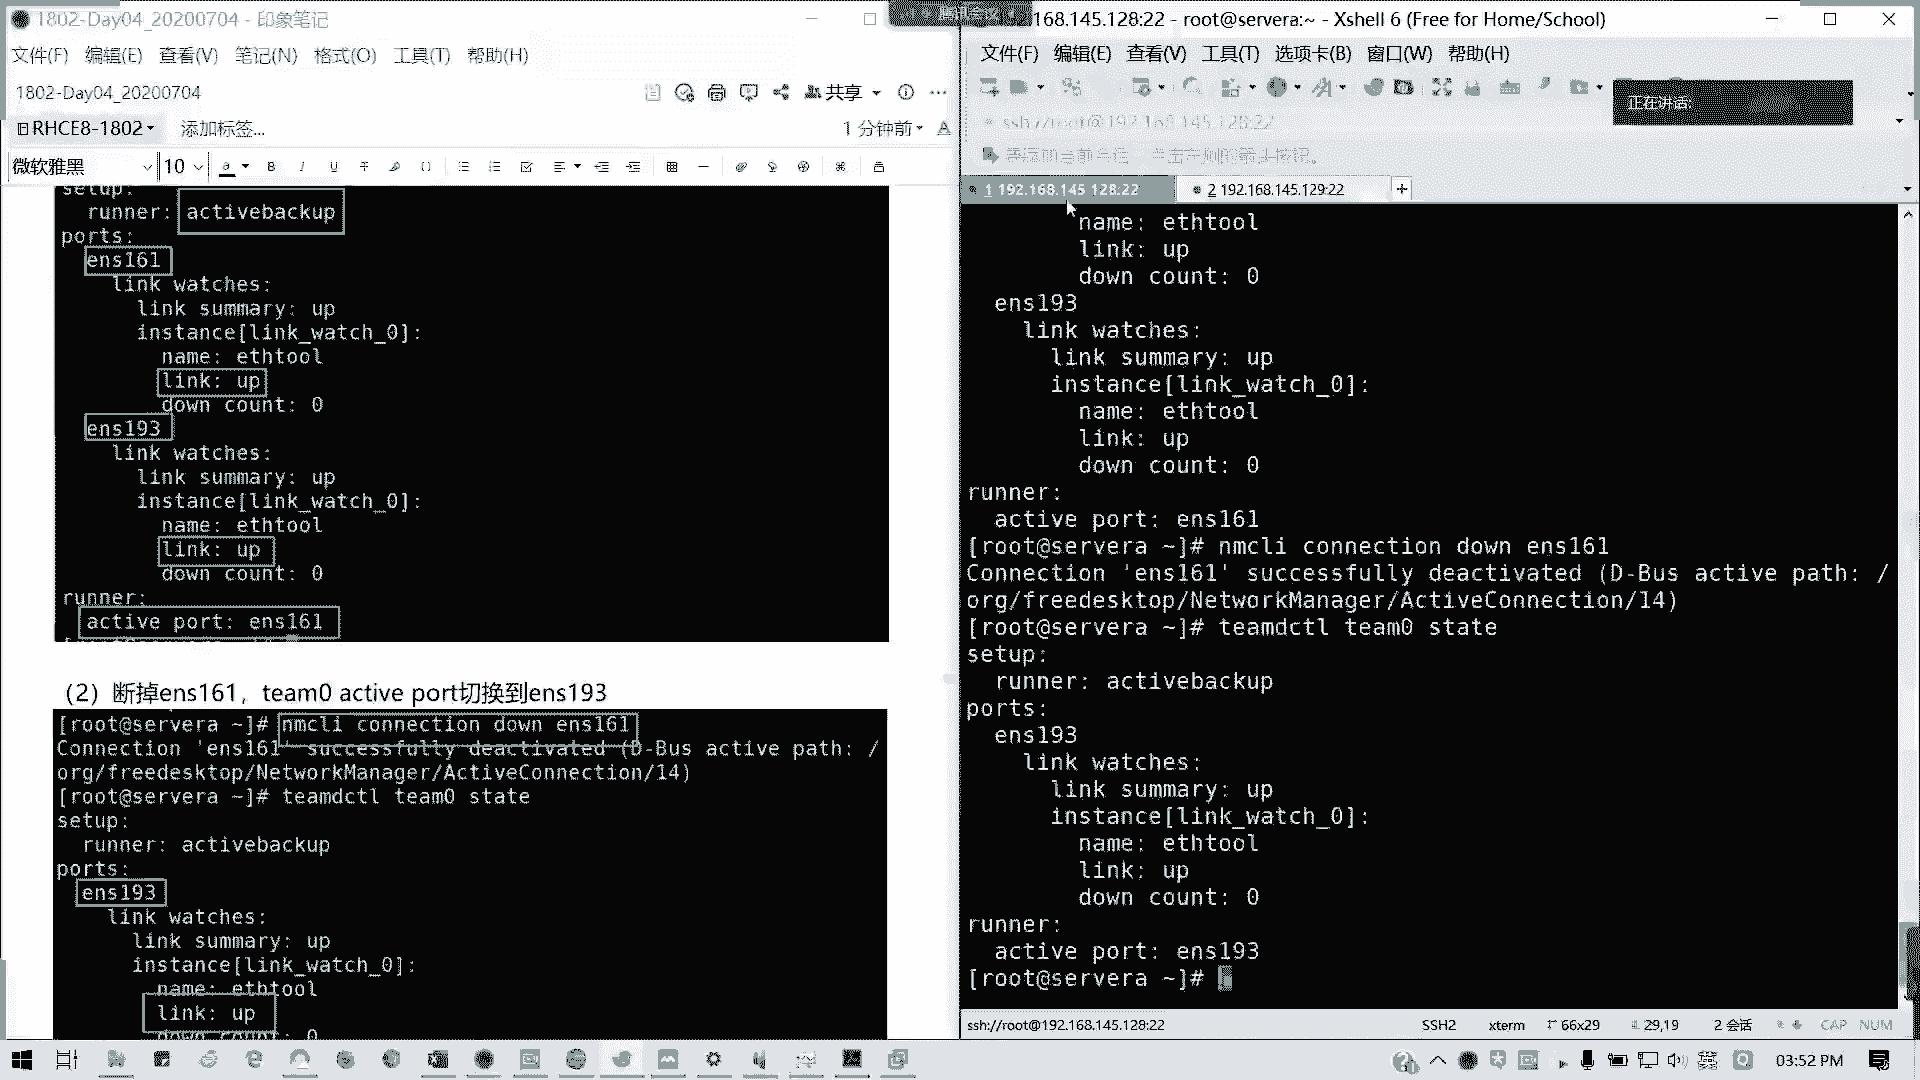 1802-Day04_20200704 - 印象笔记
文件(F) 编辑(E) 查看(V) 笔记(N) 格式(O) 工具(T) 帮助(H)
1802-Day04_20200704
共享
RHCE8-1802 添加标签... 1 分钟前
微软雅黑 10
setup:
runner: activebackup
ports:
ens161
link watches:
link summary: up
instance[link_watch_0]:
name: ethtool
link: up
down count: 0
ens193
link watches:
link summary: up
instance[link_watch_0]:
name: ethtool
link: up
down count: 0
runner:
active port: ens161
（2）断掉ens161，team0 active port切换到ens193
[root@servera ~]# nmcli connection down ens161
Connection 'ens161' successfully deactivated (D-Bus active path: /
org/freedesktop/NetworkManager/ActiveConnection/14)
[root@servera ~]# teamdctl team0 state
setup:
runner: activebackup
ports:
ens193
link watches:
link summary: up
instance[link_watch_0]:
name: ethtool
link: up
down count: 0
168.145.128:22 - root@servera:~ - Xshell 6 (Free for Home/School)
文件(F) 编辑(E) 查看(V) 工具(T) 选项卡(B) 窗口(W) 帮助(H)
正在讲话:
ssh://root@192.168.145.128:22
1 192.168.145.128:22
2 192.168.145.129:22
name: ethtool
link: up
down count: 0
ens193
link watches:
link summary: up
instance[link_watch_0]:
name: ethtool
link: up
down count: 0
runner:
active port: ens161
[root@servera ~]# nmcli connection down ens161
Connection 'ens161' successfully deactivated (D-Bus active path: /
org/freedesktop/NetworkManager/ActiveConnection/14)
[root@servera ~]# teamdctl team0 state
setup:
runner: activebackup
ports:
ens193
link watches:
link summary: up
instance[link_watch_0]:
name: ethtool
link: up
down count: 0
runner:
active port: ens193
[root@servera ~]#
ssh://root@192.168.145.128:22 SSH2 xterm 66x29 29,19 2 会话 CAP NUM
英 03:52 PM